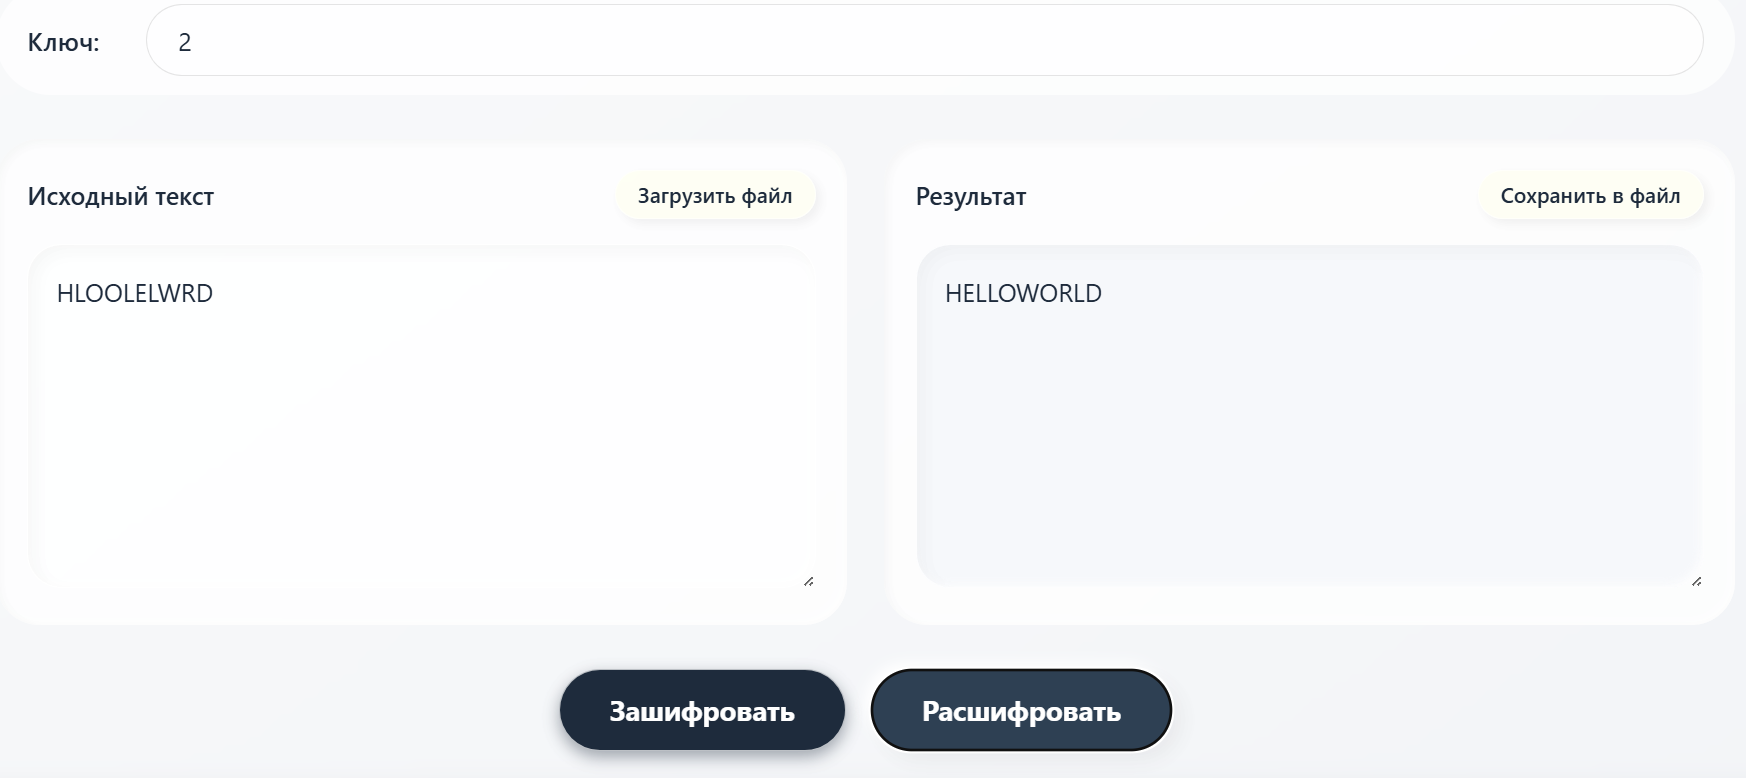 Ключ:
2
Исходный текст
Загрузить файл
HLOOLELWRD
Результат
Сохранить в файл
HELLOWORLD
Зашифровать
Расшифровать